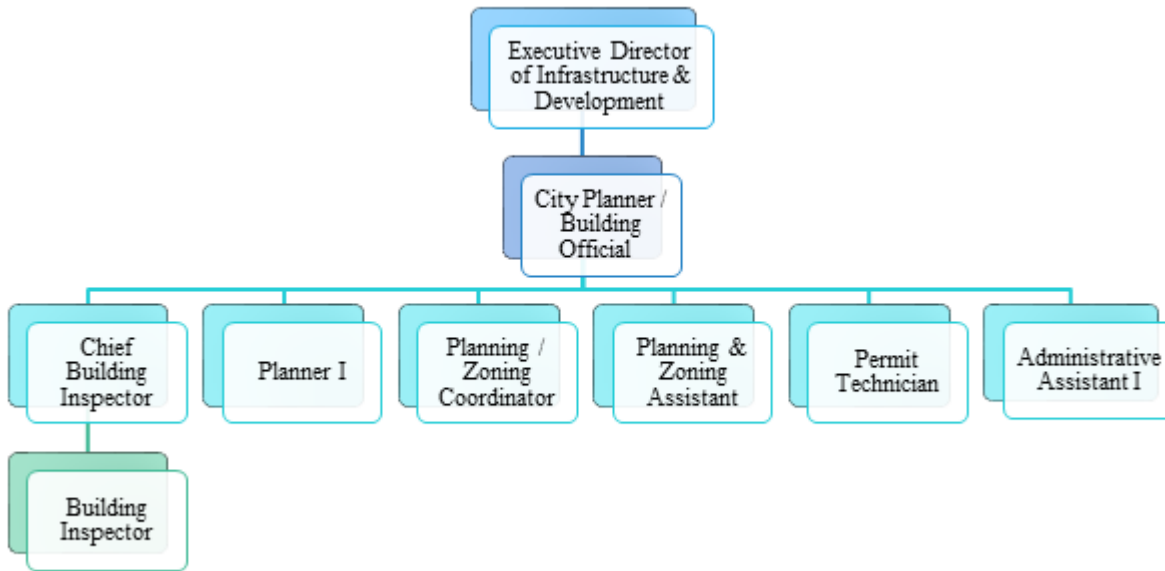 Executive Director
of Infrastructure &
Development
City Planner /
Building
Official
Chief
Building
Inspector
Planner I
Planning /
Zoning
Coordinator
Planning &
Zoning
Assistant
Permit
Technician
Administrative
Assistant I
Building
Inspector